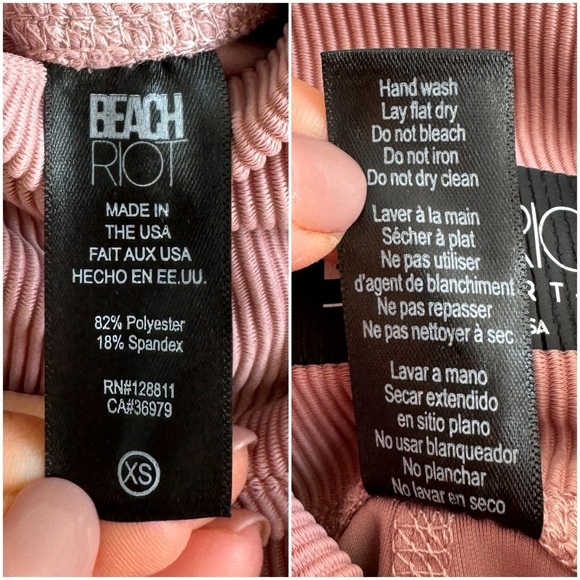 BEACH
RIOT
MADE IN
THE USA
FAIT AUX USA
HECHO EN EE.UU.
82% Polyester
18% Spandex
RN#128811
CA#36979
XS
Hand wash
Lay flat dry
Do not bleach
Do not iron
Do not dry clean
Laver à la main
Sécher à plat
Ne pas utiliser
d'agent de blanchiment
Ne pas repasser
Ne pas nettoyer à sec
Lavar a mano
Secar extendido
en sitio plano
No usar blanqueador
No planchar
No lavar en seco
RIO
R T
SA